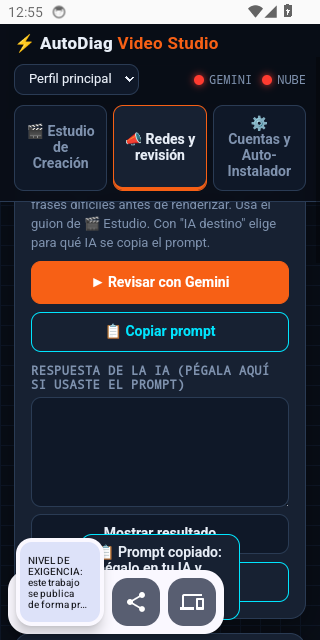 12:55
⚡ AutoDiag Video Studio
Perfil principal
GEMINI
NUBE
🎬 Estudio
de
Creación
📣 Redes y
revisión
⚙️
Cuentas y
Auto-
Instalador
frases difíciles antes de renderizar. Usa el
guion de 🎬 Estudio. Con "IA destino" elige
para qué IA se copia el prompt.
▶ Revisar con Gemini
📋 Copiar prompt
RESPUESTA DE LA IA (PÉGALA AQUÍ
SI USASTE EL PROMPT)
Mostrar resultado
📋 Prompt copiado:
pégalo en tu IA y
NIVEL DE
EXIGENCIA:
este trabajo
se publica
de forma pr...